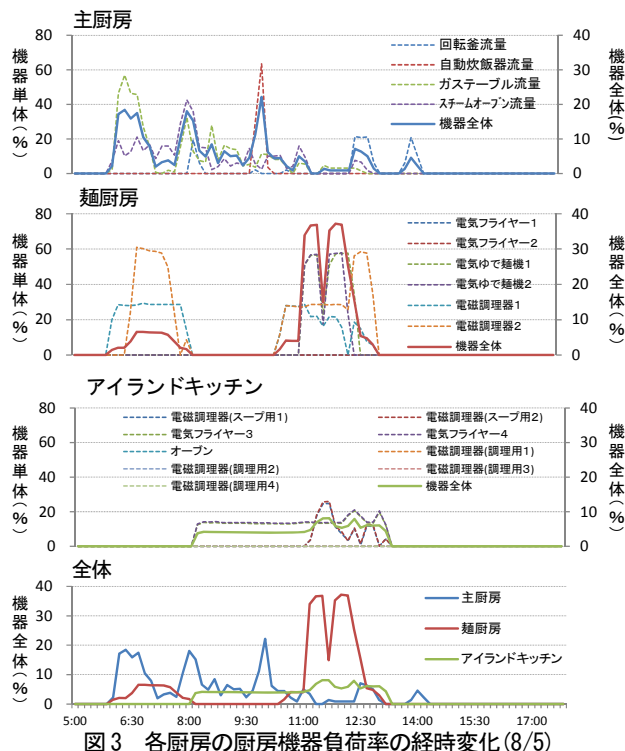 主厨房
機器単体(%)
80
60
40
20
0
40
30
20
10
0
機器全体(%)
回転釜流量
自動炊飯器流量
ガステーブル流量
スチームオーブン流量
機器全体
麺厨房
機器単体(%)
80
60
40
20
0
40
30
20
10
0
機器全体(%)
電気フライヤー1
電気フライヤー2
電気ゆで麺機1
電気ゆで麺機2
電磁調理器1
電磁調理器2
機器全体
アイランドキッチン
機器単体(%)
80
60
40
20
0
40
30
20
10
0
機器全体(%)
電磁調理器(スープ用1)
電磁調理器(スープ用2)
電気フライヤー3
電気フライヤー4
オーブン
電磁調理器(調理用1)
電磁調理器(調理用2)
電磁調理器(調理用3)
電磁調理器(調理用4)
機器全体
全体
機器全体(%)
40
30
20
10
0
主厨房
麺厨房
アイランドキッチン
5:00 6:30 8:00 9:30 11:00 12:30 14:00 15:30 17:00
図3 各厨房の厨房機器負荷率の経時変化(8/5)